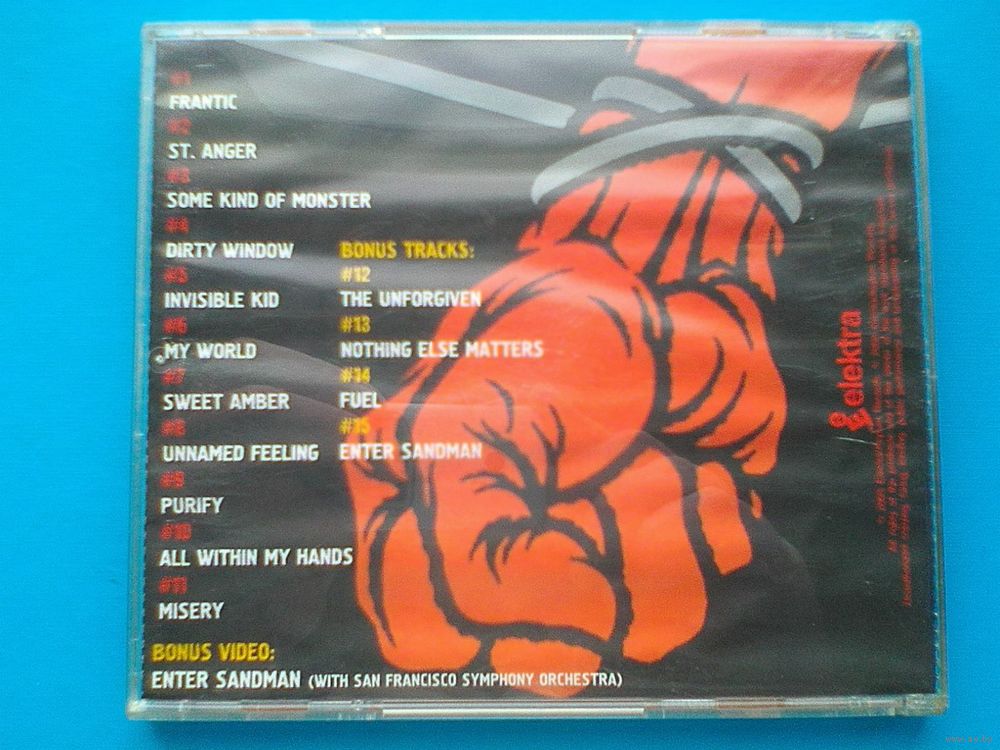 #1
FRANTIC
#2
ST. ANGER
#3
SOME KIND OF MONSTER
#4
DIRTY WINDOW
#5
INVISIBLE KID
#6
MY WORLD
#7
SWEET AMBER
#8
UNNAMED FEELING
#9
PURIFY
#10
ALL WITHIN MY HANDS
#11
MISERY
BONUS TRACKS:
#12
THE UNFORGIVEN
#13
NOTHING ELSE MATTERS
#14
FUEL
#15
ENTER SANDMAN
BONUS VIDEO:
ENTER SANDMAN (WITH SAN FRANCISCO SYMPHONY ORCHESTRA)
elektra